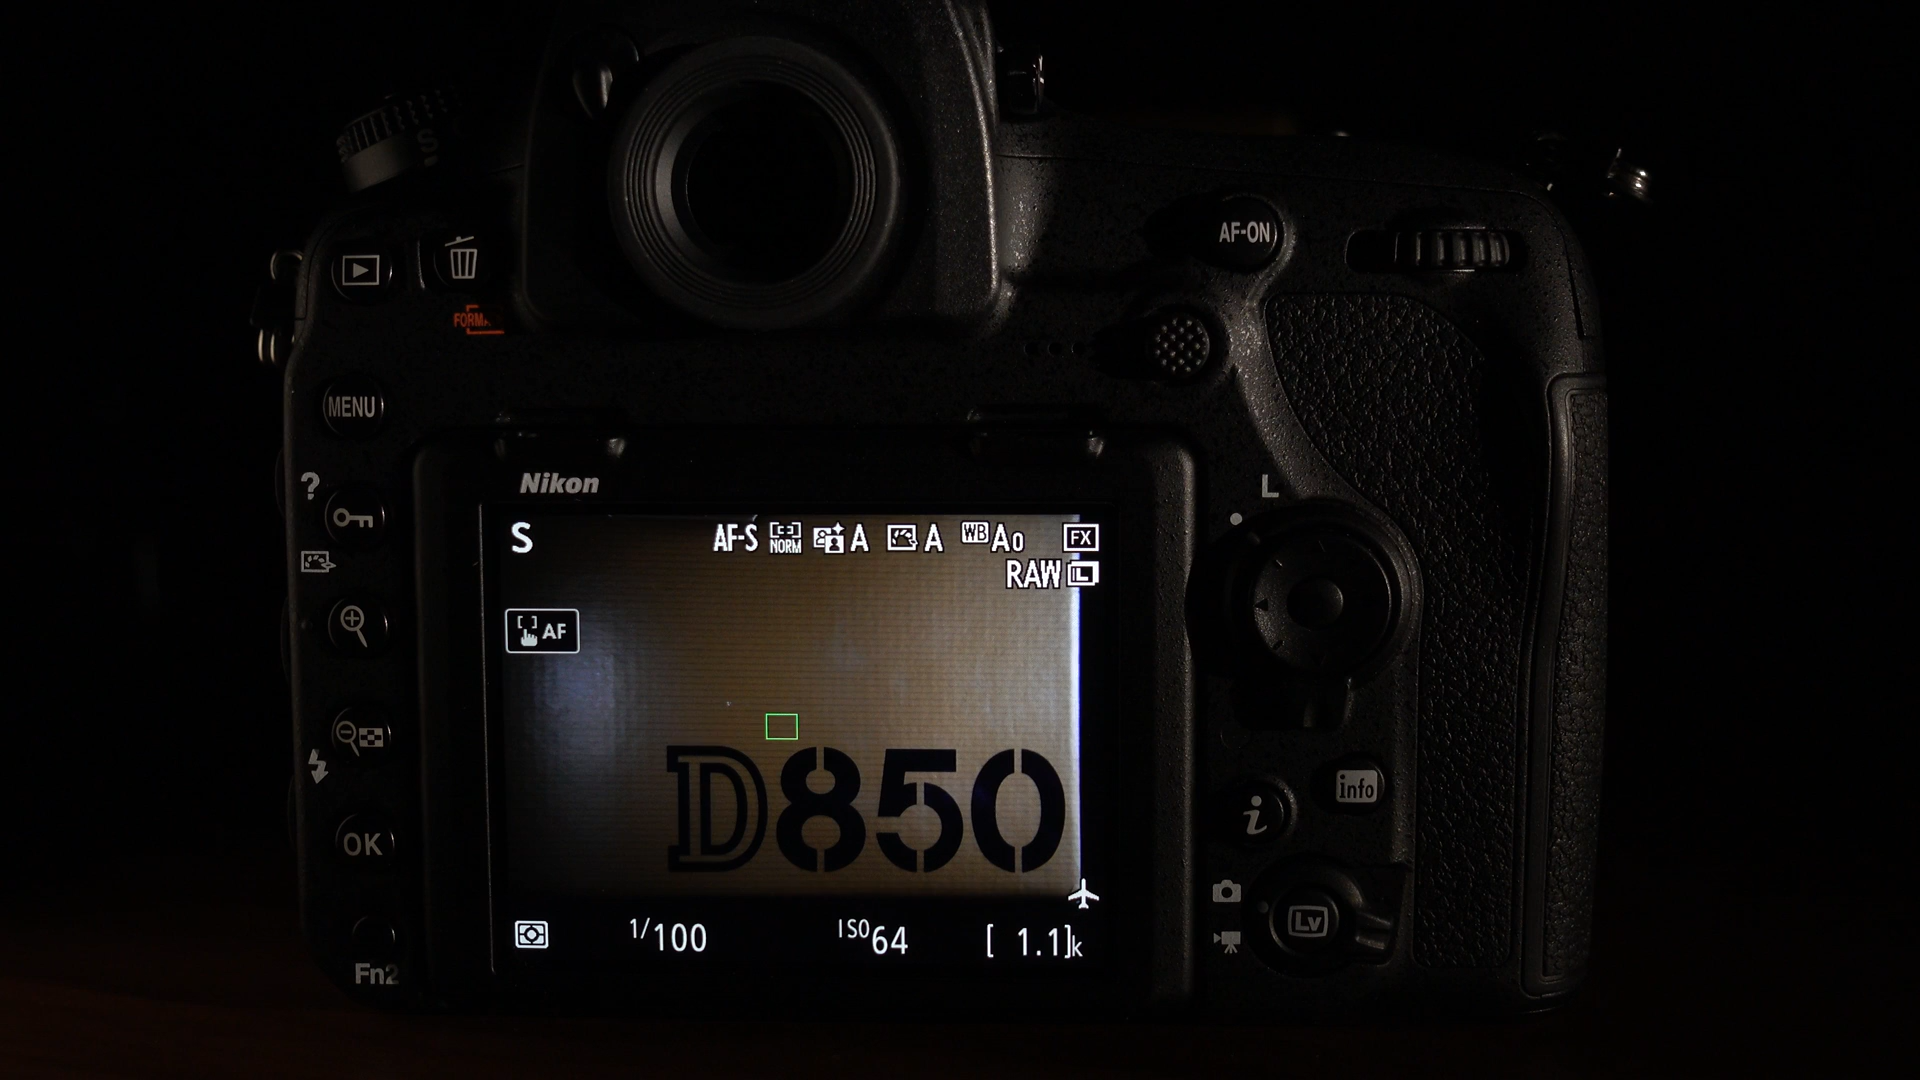 AF-ON
FORMA
MENU
?
Nikon
L
S AF-S NORM A A WB A0 FX
RAW L
AF
D850
info
i
OK
1/100 ISO 64 [ 1.1]k
Lv
Fn2